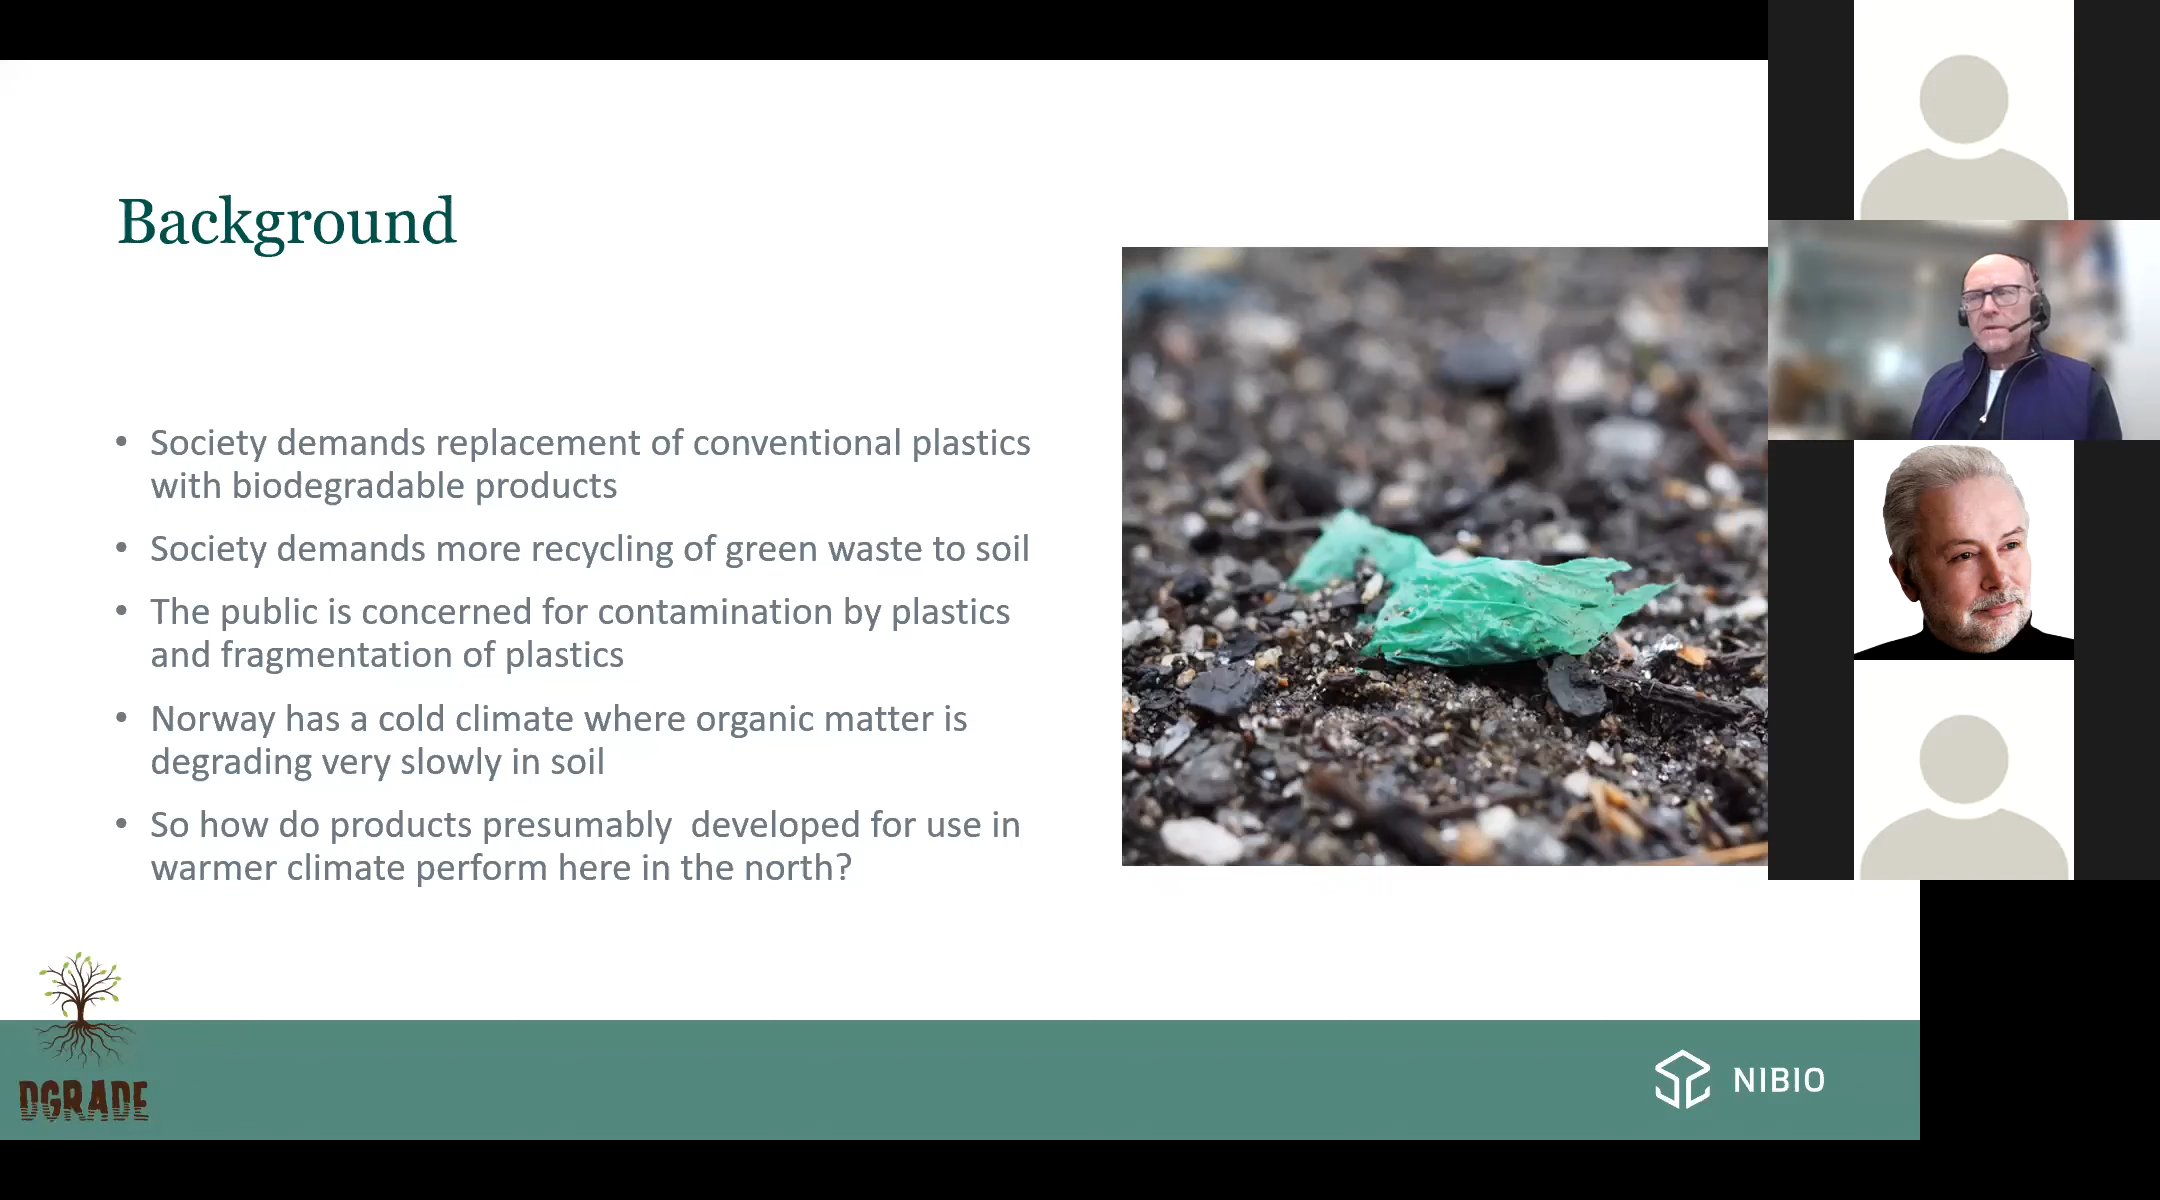 Background
• Society demands replacement of conventional plastics
with biodegradable products
• Society demands more recycling of green waste to soil
• The public is concerned for contamination by plastics
and fragmentation of plastics
• Norway has a cold climate where organic matter is
degrading very slowly in soil
• So how do products presumably  developed for use in
warmer climate perform here in the north?
DGRADE
NIBIO